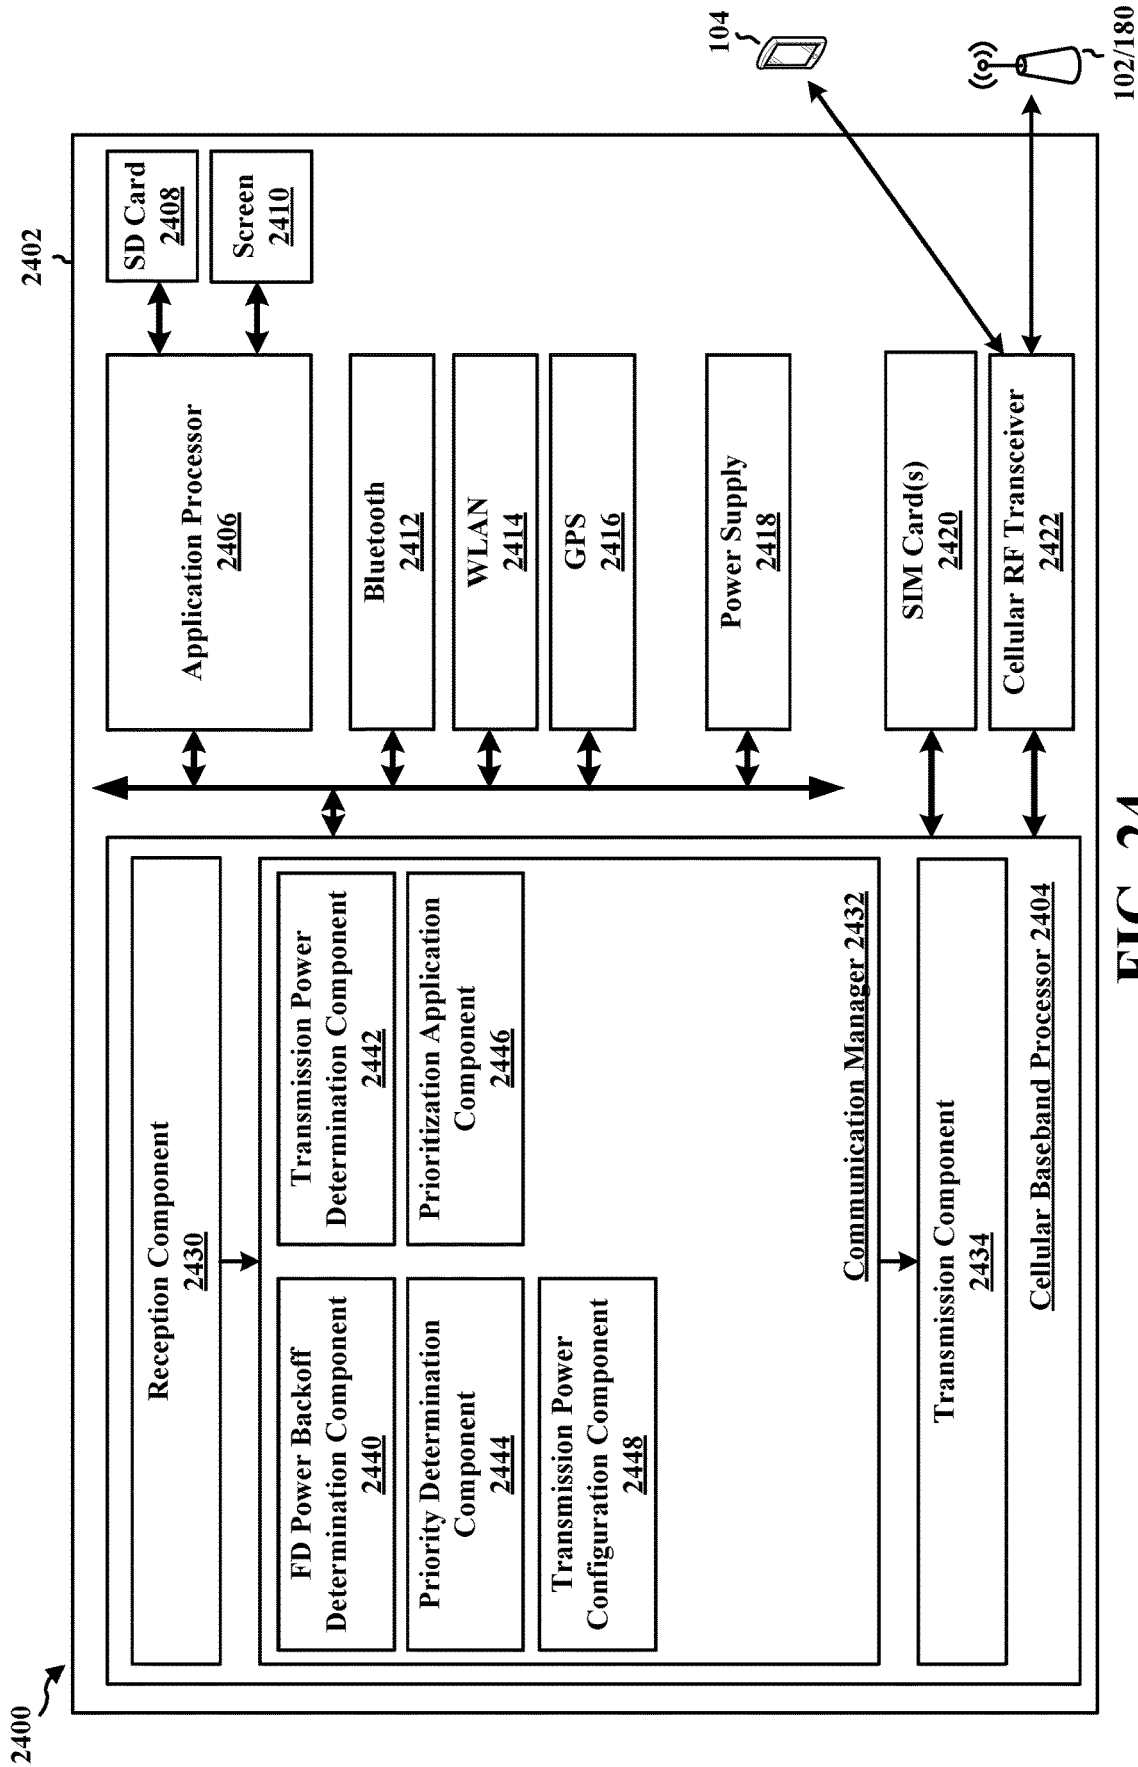 2400
2402
Reception Component
2430
FD Power Backoff
Determination Component
2440
Transmission Power
Determination Component
2442
Priority Determination
Component
2444
Prioritization Application
Component
2446
Transmission Power
Configuration Component
2448
Communication Manager 2432
Transmission Component
2434
Cellular Baseband Processor 2404
Application Processor
2406
SD Card
2408
Screen
2410
Bluetooth
2412
WLAN
2414
GPS
2416
Power Supply
2418
SIM Card(s)
2420
Cellular RF Transceiver
2422
104
102/180
FIG. 24